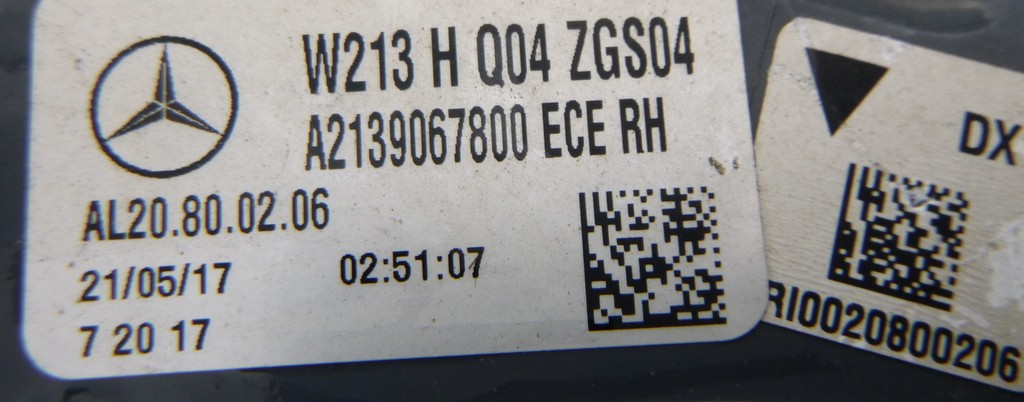 W213 H Q04 ZGS04
A2139067800 ECE RH
AL20.80.02.06
21/05/17 02:51:07
7 20 17
DX
RI0020800206